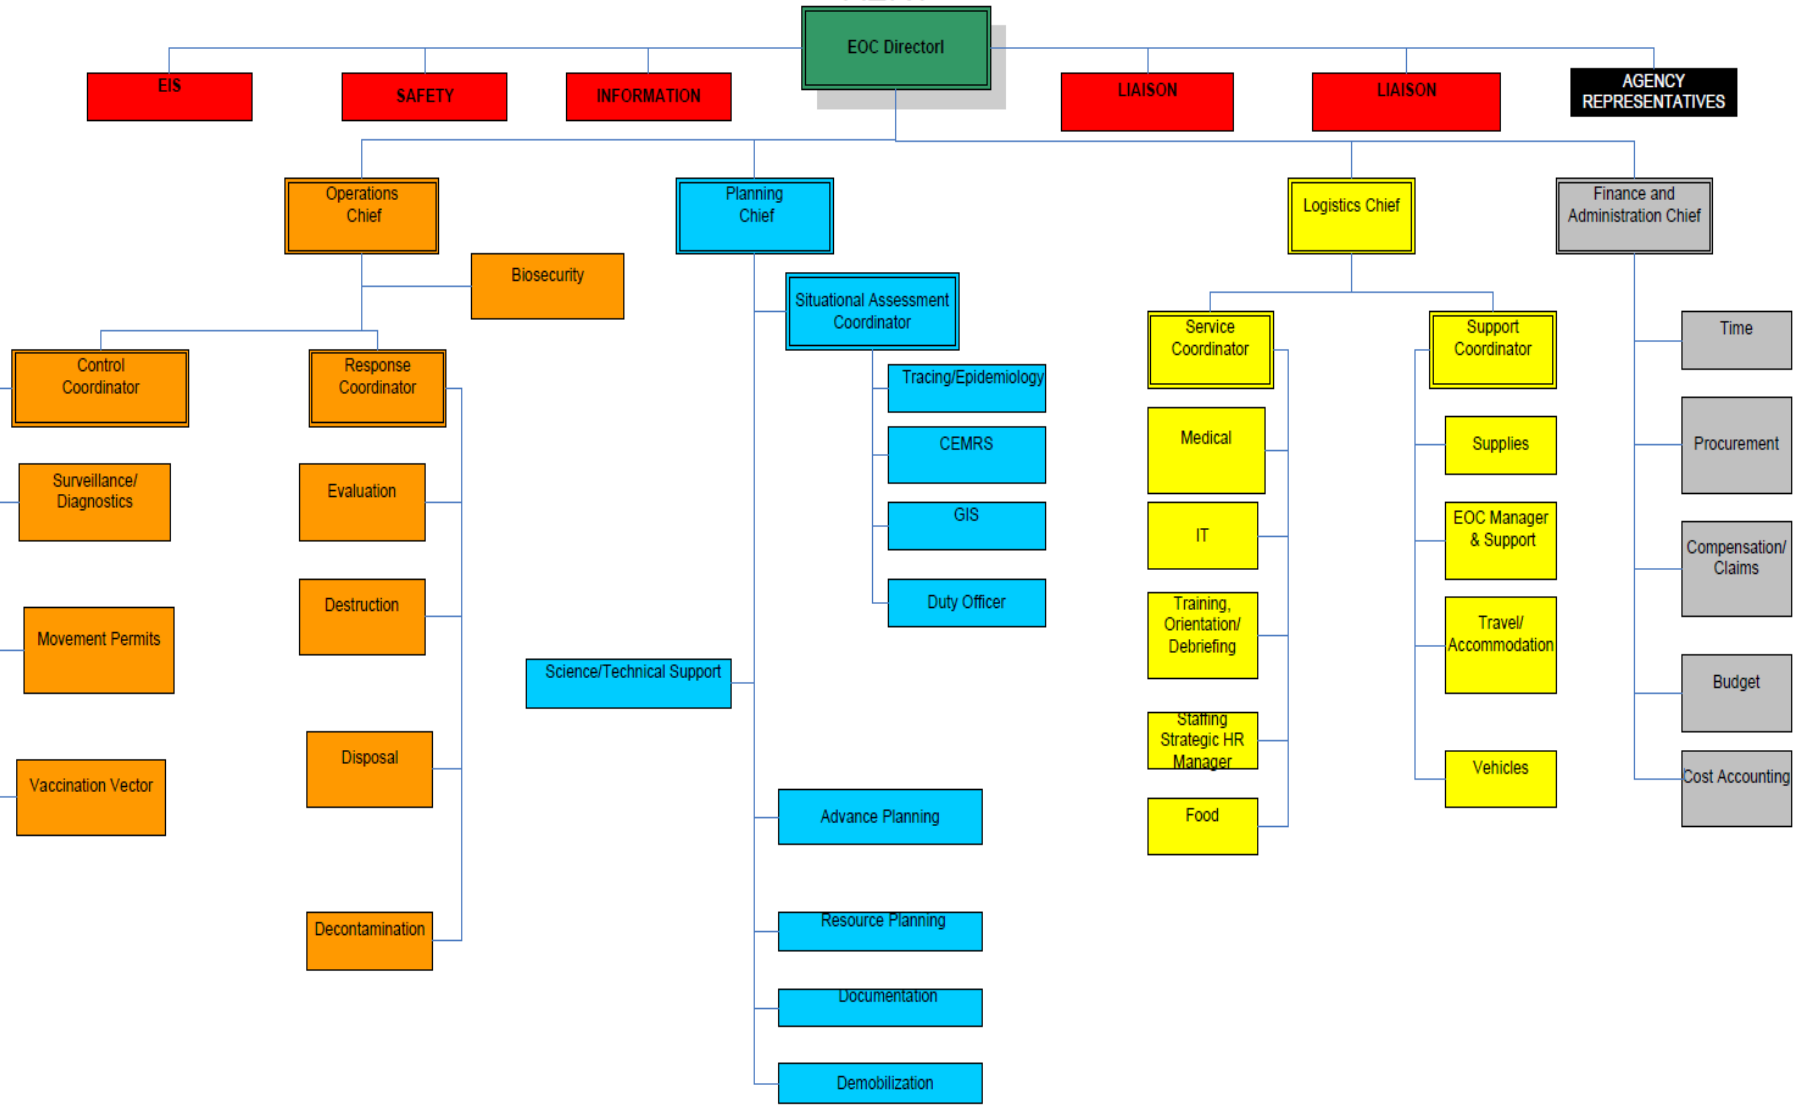 EOC Directorl
EIS
SAFETY
INFORMATION
LIAISON
LIAISON
AGENCY
REPRESENTATIVES
Operations
Chief
Planning
Chief
Logistics Chief
Finance and
Administration Chief
Biosecurity
Control
Coordinator
Response
Coordinator
Surveillance/
Diagnostics
Evaluation
Movement Permits
Destruction
Vaccination Vector
Disposal
Decontamination
Situational Assessment
Coordinator
Tracing/Epidemiology
CEMRS
GIS
Duty Officer
Science/Technical Support
Advance Planning
Resource Planning
Documentation
Demobilization
Service
Coordinator
Medical
IT
Training,
Orientation/
Debriefing
Staffing
Strategic HR
Manager
Food
Support
Coordinator
Supplies
EOC Manager
& Support
Travel/
Accommodation
Vehicles
Time
Procurement
Compensation/
Claims
Budget
Cost Accounting